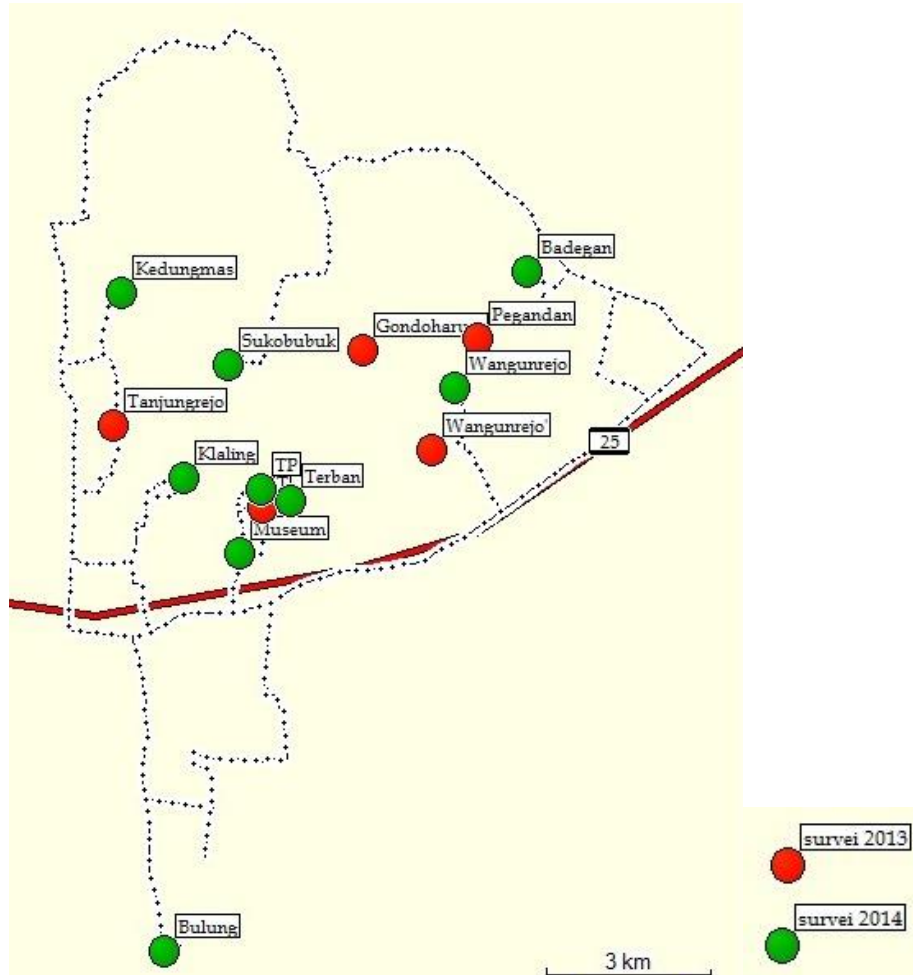 Badegan
Kedungmas
Pegandan
Gondoharu
Sukobubuk
Wangunrejo
Tanjungrejo
Wangunrejo'
25
Klaling
TP
Terban
Museum
survei 2013
survei 2014
Bulung
3 km